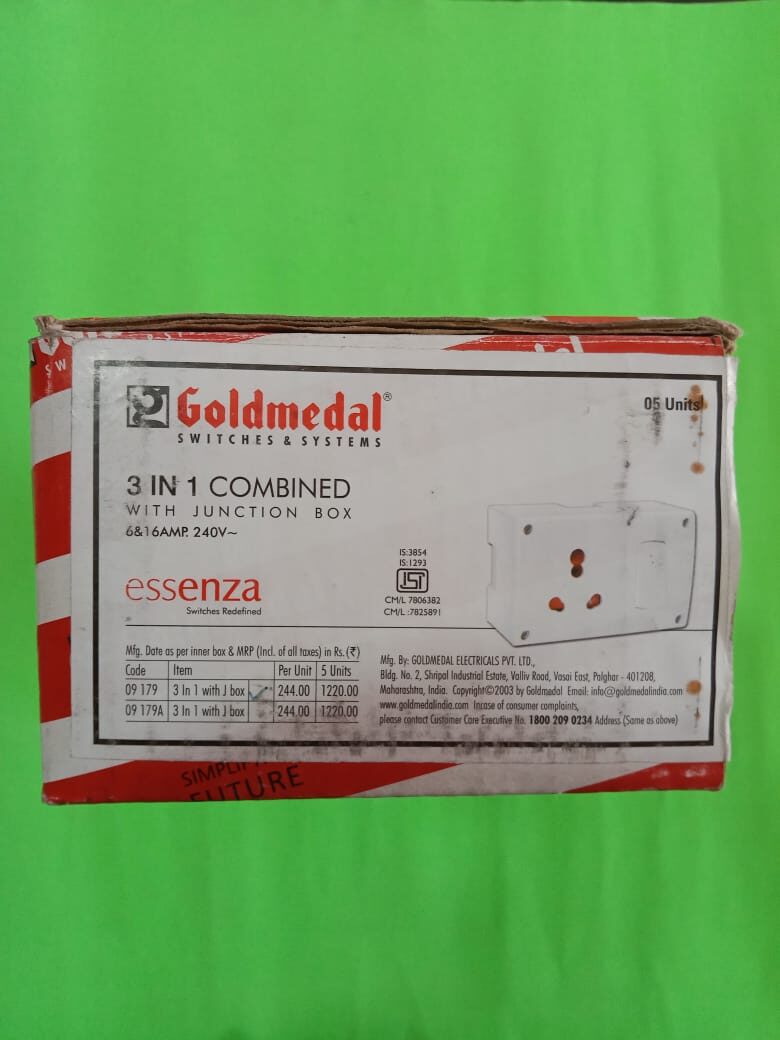 S W
Goldmedal®
SWITCHES & SYSTEMS
05 Units
3 IN 1 COMBINED
WITH JUNCTION BOX
6&16AMP. 240V~
IS:3854
IS:1293
ISI
CM/L 7806382
CM/L :7825891
essenza
Switches Redefined
Mfg. Date as per inner box & MRP (Incl. of all taxes) in Rs.(₹)
Code Item Per Unit 5 Units
09 179 3 In 1 with J box ✓ 244.00 1220.00
09 179A 3 In 1 with J box 244.00 1220.00
Mfg. By: GOLDMEDAL ELECTRICALS PVT. LTD.,
Bldg. No. 2, Shripal Industrial Estate, Valliv Road, Vasai East, Palghar - 401208,
Maharashtra, India. Copyright©2003 by Goldmedal Email: info@goldmedalindia.com
www.goldmedalindia.com Incase of consumer complaints,
please contact Customer Care Executive No. 1800 209 0234 Address (Same as above)
FUTURE